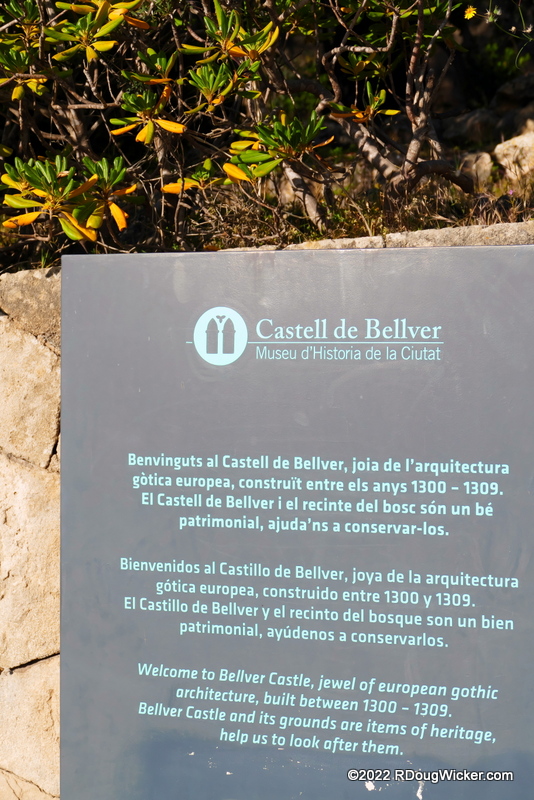 Castell de Bellver
Museu d'Historia de la Ciutat
Benvinguts al Castell de Bellver, joia de l'arquitectura
gòtica europea, construït entre els anys 1300 – 1309.
El Castell de Bellver i el recinte del bosc són un bé
patrimonial, ajuda'ns a conservar-los.
Bienvenidos al Castillo de Bellver, joya de la arquitectura
gótica europea, construido entre 1300 y 1309.
El Castillo de Bellver y el recinto del bosque son un bien
patrimonial, ayúdenos a conservarlos.
Welcome to Bellver Castle, jewel of european gothic
architecture, built between 1300 – 1309.
Bellver Castle and its grounds are items of heritage,
help us to look after them.
©2022 RDougWicker.com